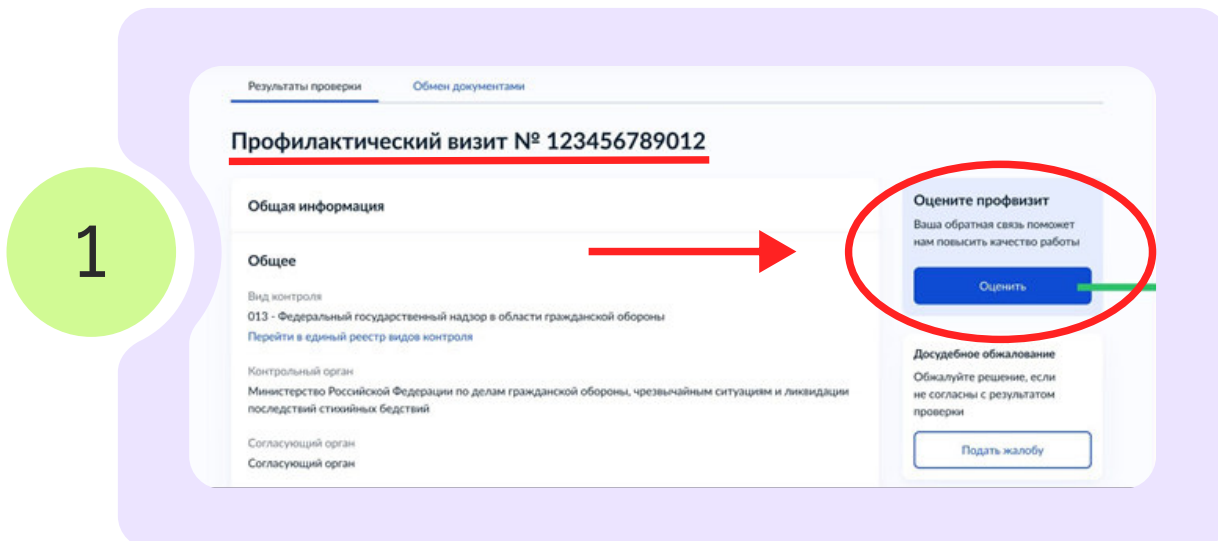 1
Результаты проверки
Обмен документами
Профилактический визит № 123456789012
Общая информация
Общее
Вид контроля
013 - Федеральный государственный надзор в области гражданской обороны
Перейти в единый реестр видов контроля
Контрольный орган
Министерство Российской Федерации по делам гражданской обороны, чрезвычайным ситуациям и ликвидации
последствий стихийных бедствий
Согласующий орган
Согласующий орган
Оцените профвизит
Ваша обратная связь поможет
нам повысить качество работы
Оценить
Досудебное обжалование
Обжалуйте решение, если
не согласны с результатом
проверки
Подать жалобу